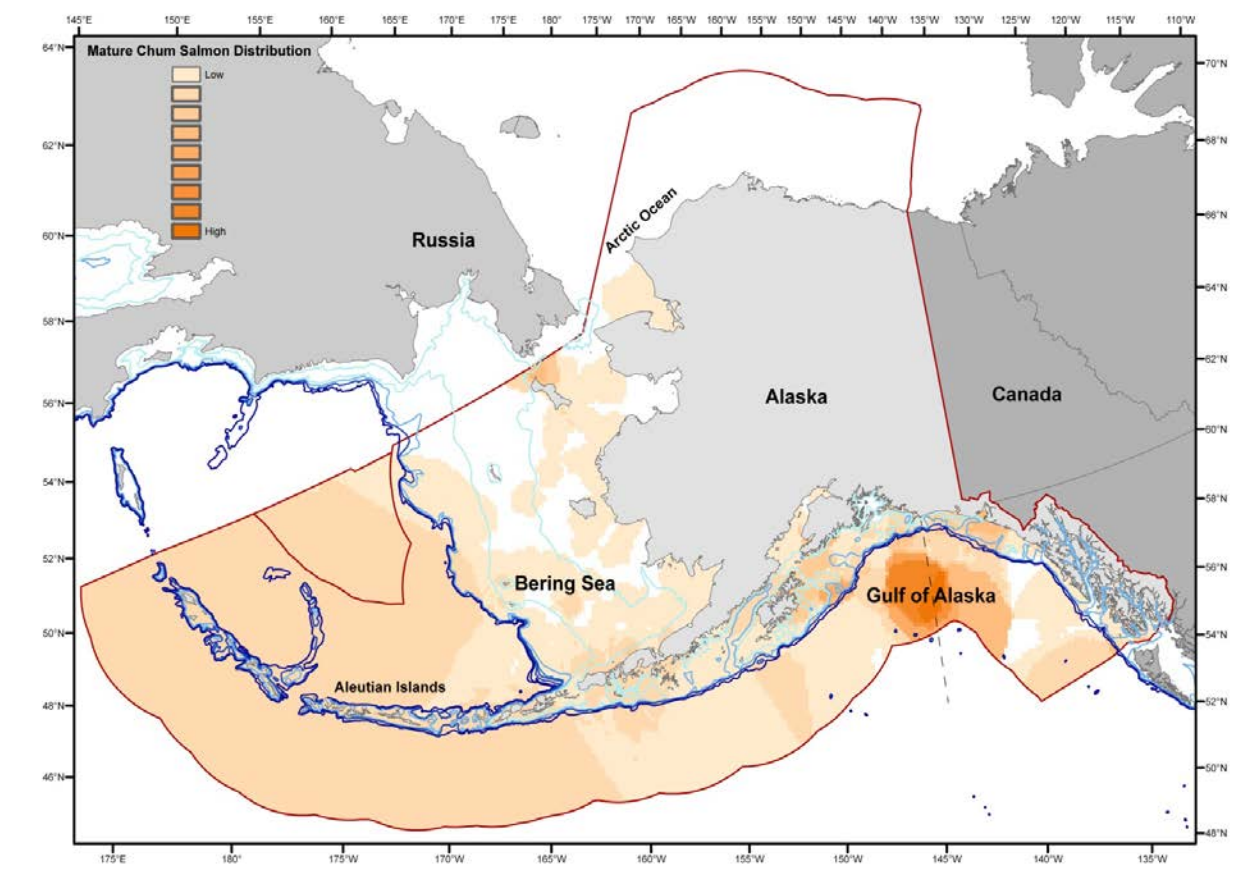 145°E 150°E 155°E 160°E 165°E 170°E 175°E 180° 175°W 170°W 165°W 160°W 155°W 150°W 145°W 140°W 135°W 130°W 125°W 120°W 115°W 110°W
Mature Chum Salmon Distribution
Low
High
64°N
62°N
60°N
58°N
56°N
54°N
52°N
50°N
48°N
46°N
Russia
Arctic Ocean
Alaska
Canada
Bering Sea
Gulf of Alaska
Aleutian Islands
70°N
68°N
66°N
64°N
62°N
60°N
58°N
56°N
54°N
52°N
50°N
48°N
175°E 180° 175°W 170°W 165°W 160°W 155°W 150°W 145°W 140°W 135°W